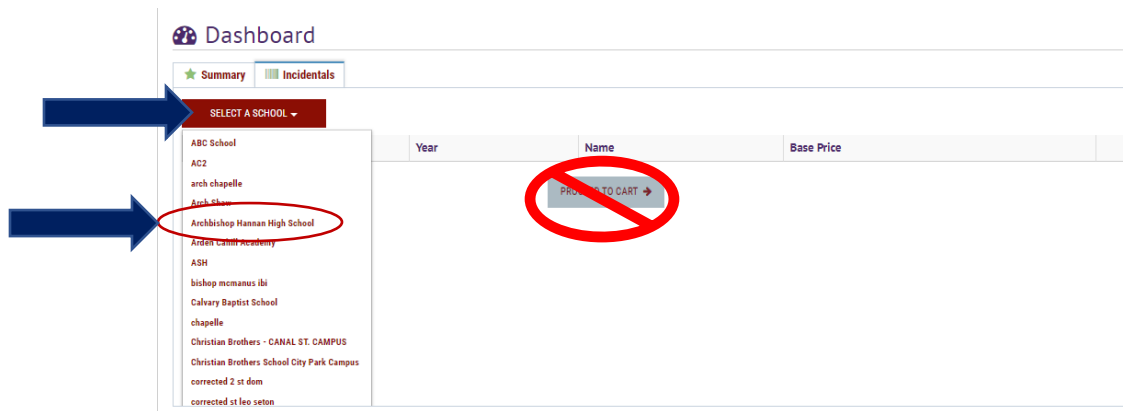 Dashboard
Summary Incidentals
SELECT A SCHOOL
Year Name Base Price
PROCEED TO CART
ABC School
AC2
arch chapelle
Arch Shaw
Archbishop Hannan High School
Arden Cahill Academy
ASH
bishop mcmanus ibi
Calvary Baptist School
chapelle
Christian Brothers - CANAL ST. CAMPUS
Christian Brothers School City Park Campus
corrected 2 st dom
corrected st leo seton